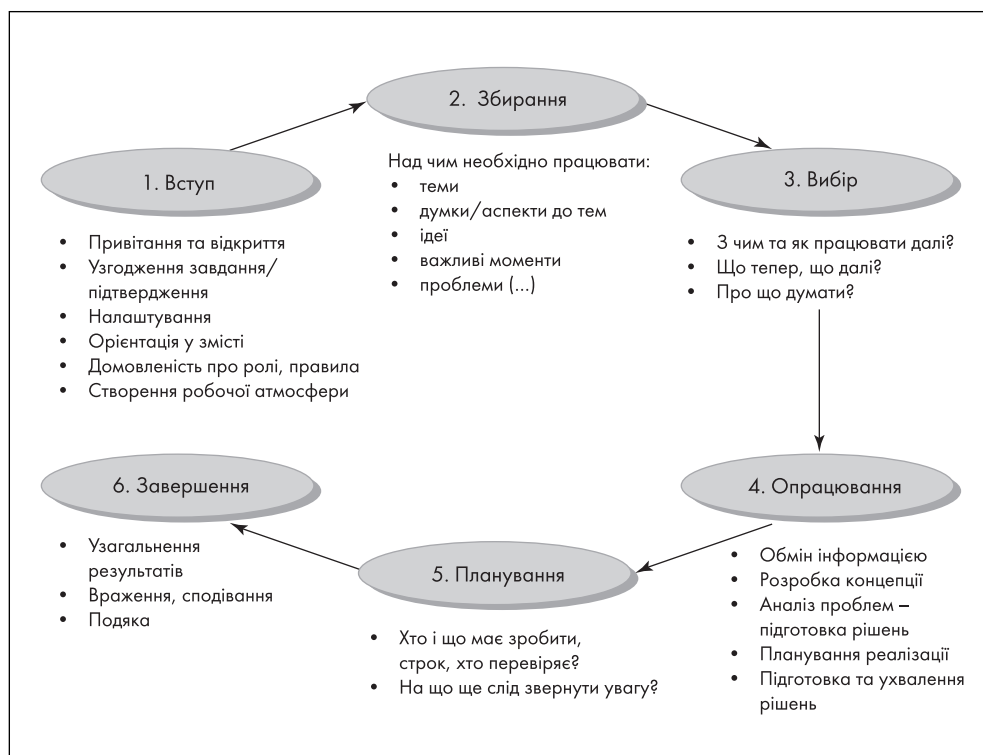 1. Вступ
• Привітання та відкриття
• Узгодження завдання/
підтвердження
• Налаштування
• Орієнтація у змісті
• Домовленість про ролі, правила
• Створення робочої атмосфери
2. Збирання
Над чим необхідно працювати:
• теми
• думки/аспекти до тем
• ідеї
• важливі моменти
• проблеми (...)
3. Вибір
• З чим та як працювати далі?
• Що тепер, що далі?
• Про що думати?
4. Опрацювання
• Обмін інформацією
• Розробка концепції
• Аналіз проблем –
підготовка рішень
• Планування реалізації
• Підготовка та ухвалення
рішень
5. Планування
• Хто і що має зробити,
строк, хто перевіряє?
• На що ще слід звернути увагу?
6. Завершення
• Узагальнення
результатів
• Враження, сподівання
• Подяка